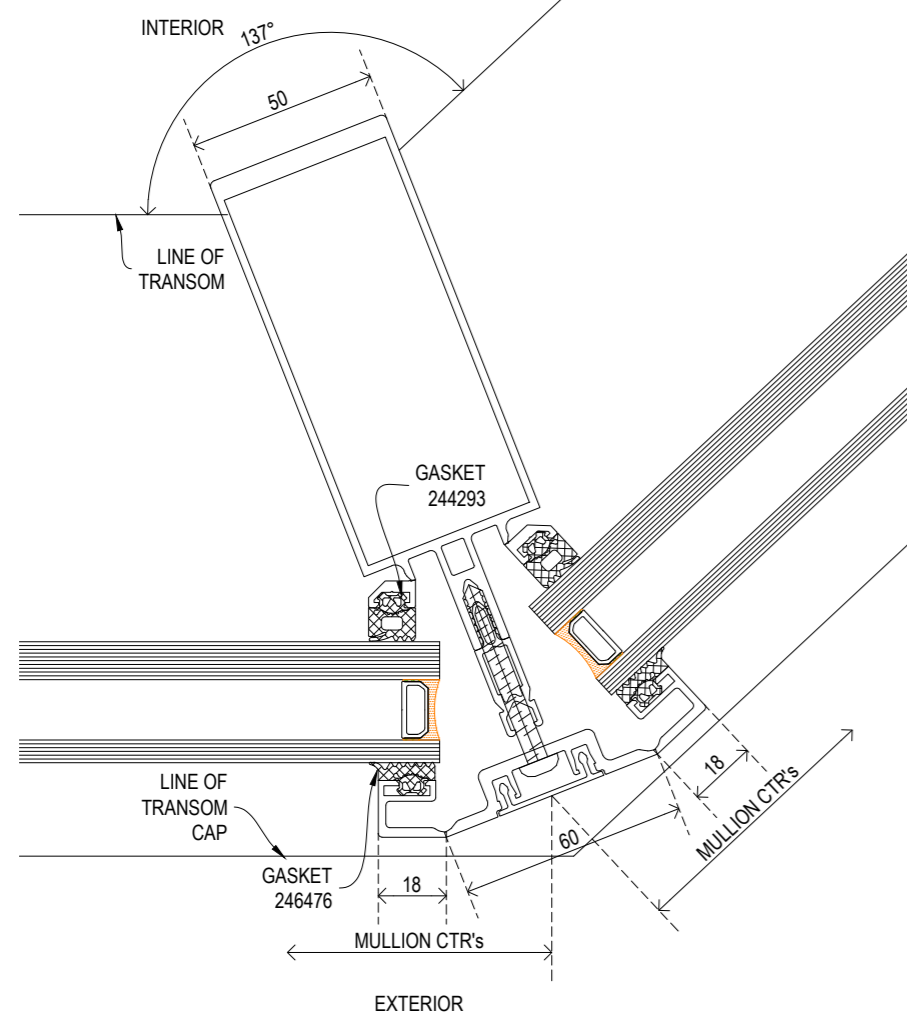 INTERIOR
137°
50
LINE OF
TRANSOM
GASKET
244293
LINE OF
TRANSOM
CAP
GASKET
246476
18
60
18
MULLION CTR's
MULLION CTR's
EXTERIOR